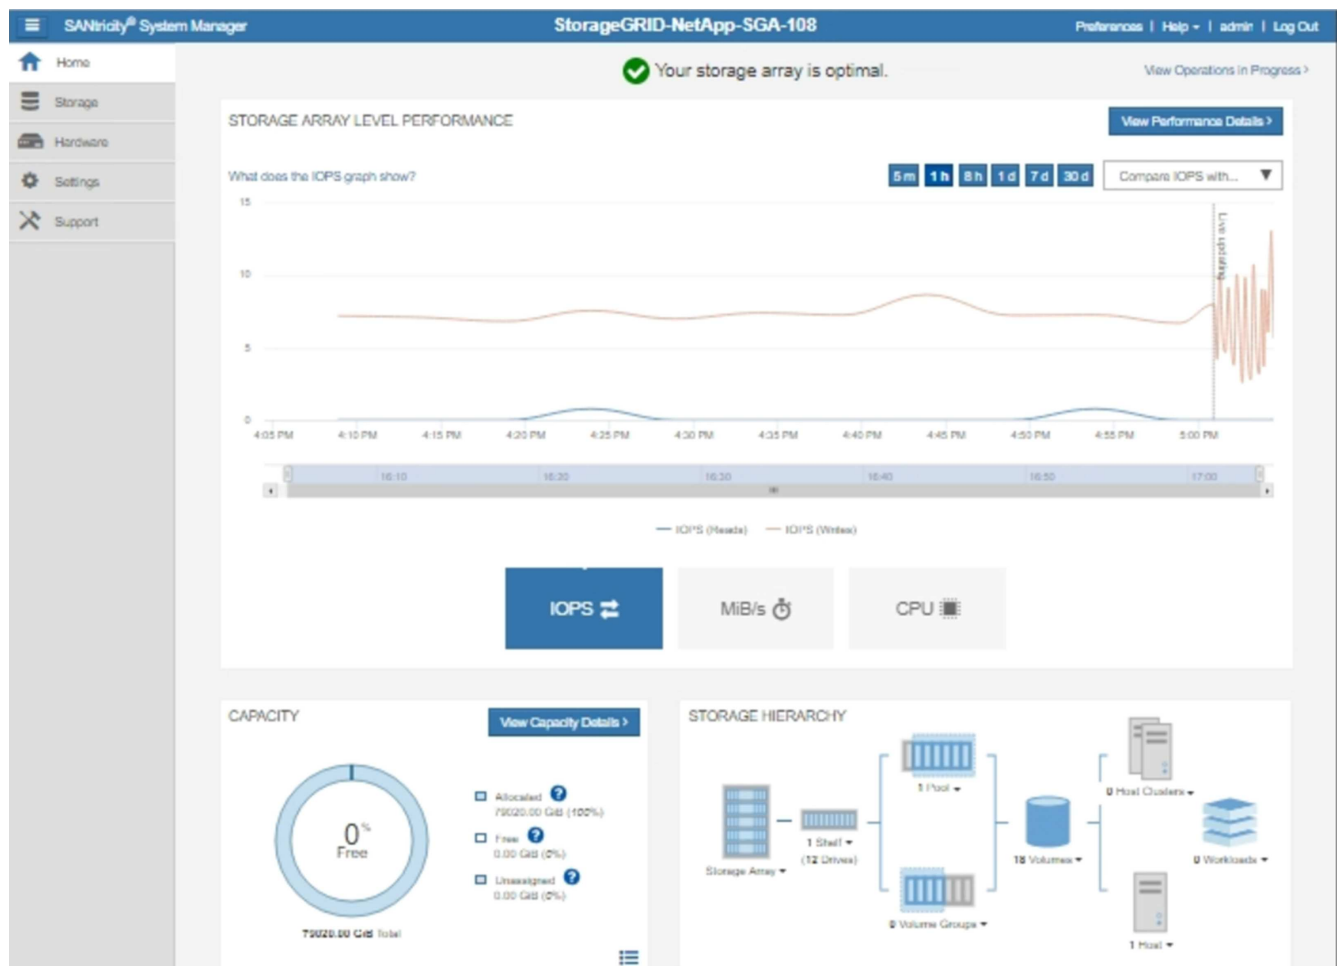 SANtricity® System Manager
StorageGRID-NetApp-SGA-108
Preferences | Help | admin | Log Out
Home
Storage
Hardware
Settings
Support
Your storage array is optimal.
View Operations in Progress >
STORAGE ARRAY LEVEL PERFORMANCE
View Performance Details >
What does the IOPS graph show?
5 m 1 h 8 h 1 d 7 d 30 d
Compare IOPS with...
15
10
5
0
Live updating
4:05 PM 4:10 PM 4:15 PM 4:20 PM 4:25 PM 4:30 PM 4:35 PM 4:40 PM 4:45 PM 4:50 PM 4:55 PM 5:00 PM
16:10 16:20 16:30 16:40 16:50 17:00
IOPS (Reads) IOPS (Writes)
IOPS
MiB/s
CPU
CAPACITY
View Capacity Details >
0%
Free
79020.00 GiB Total
Allocated ?
79020.00 GiB (100%)
Free ?
0.00 GiB (0%)
Unassigned ?
0.00 GiB (0%)
STORAGE HIERARCHY
Storage Array
1 Shelf
(12 Drives)
1 Pool
0 Volume Groups
18 Volumes
0 Host Clusters
1 Host
0 Workloads